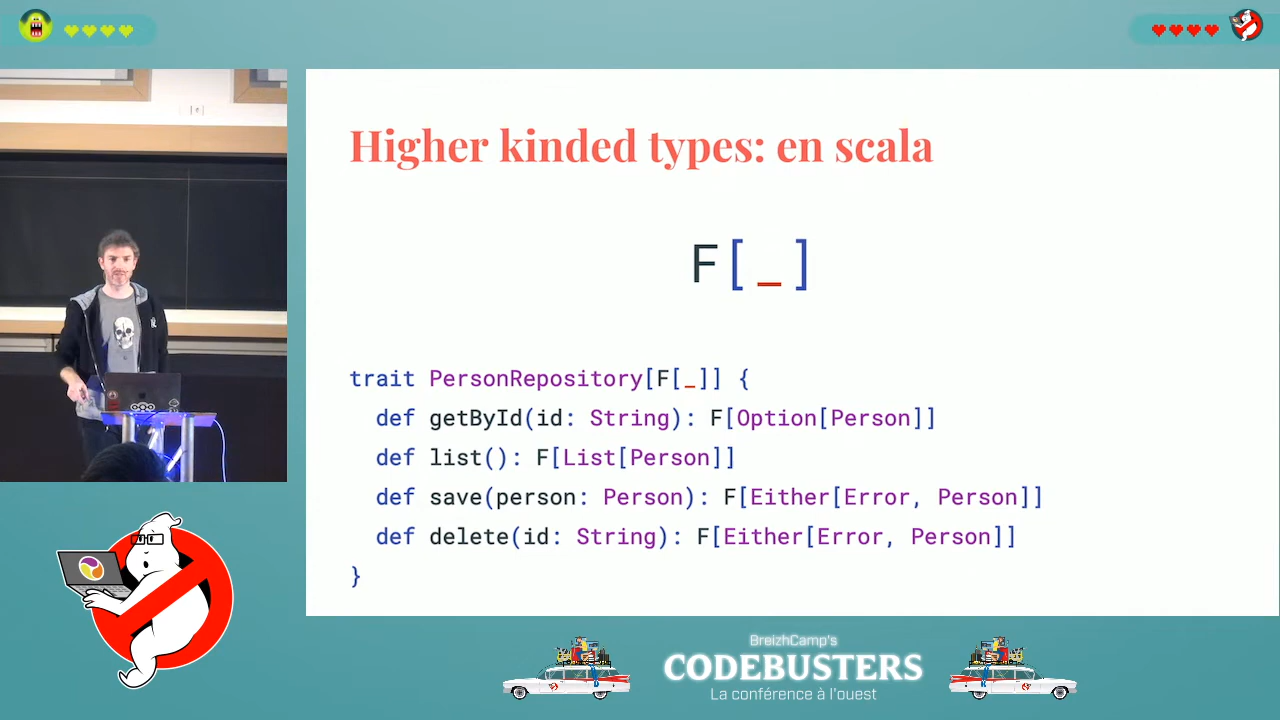 Higher kinded types: en scala
F[_]
trait PersonRepository[F[_]] {
  def getById(id: String): F[Option[Person]]
  def list(): F[List[Person]]
  def save(person: Person): F[Either[Error, Person]]
  def delete(id: String): F[Either[Error, Person]]
}
BreizhCamp's
CODEBUSTERS
La conférence à l'ouest